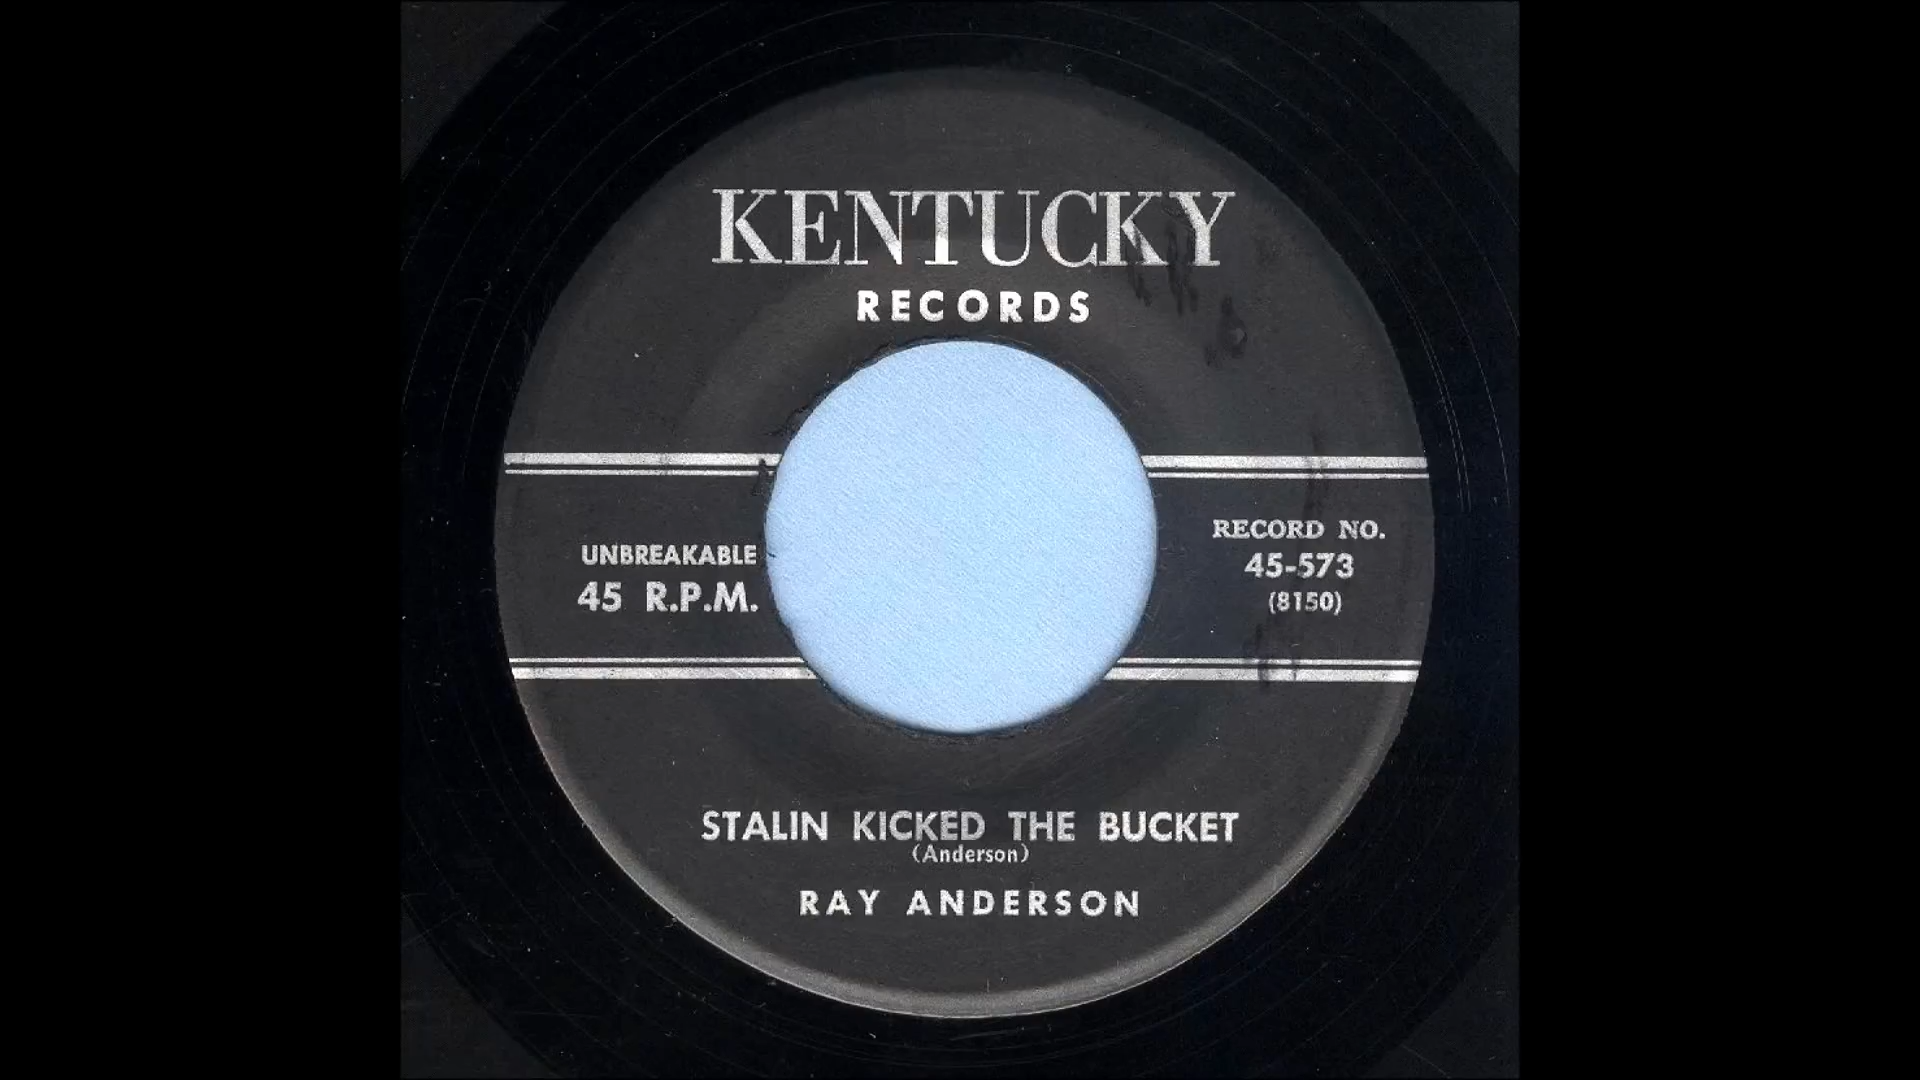 KENTUCKY
RECORDS
UNBREAKABLE
45 R.P.M.
RECORD NO.
45-573
(8150)
STALIN KICKED THE BUCKET
(Anderson)
RAY ANDERSON